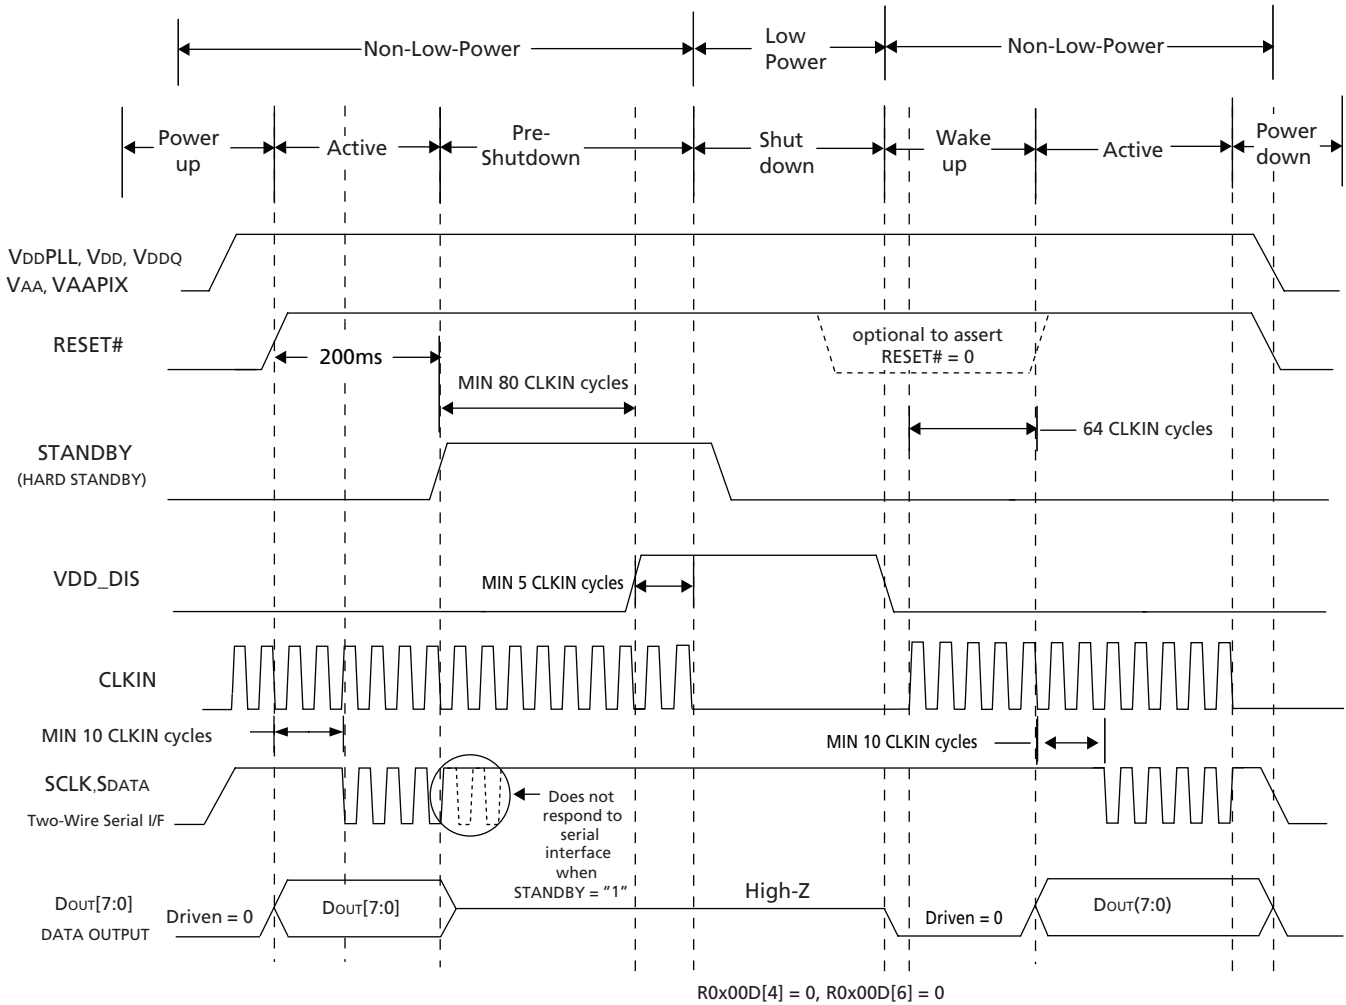 Non-Low-Power
Low
Power
Non-Low-Power
Power
up
Active
Pre-
Shutdown
Shut
down
Wake
up
Active
Power
down
VDDPLL, VDD, VDDQ
VAA, VAAPIX
RESET#
200ms
optional to assert
RESET# = 0
MIN 80 CLKIN cycles
64 CLKIN cycles
STANDBY
(HARD STANDBY)
VDD_DIS
MIN 5 CLKIN cycles
CLKIN
MIN 10 CLKIN cycles
MIN 10 CLKIN cycles
SCLK,SDATA
Two-Wire Serial I/F
Does not
respond to
serial
interface
when
STANDBY = “1”
DOUT[7:0]
DATA OUTPUT
Driven = 0
DOUT[7:0]
High-Z
Driven = 0
DOUT(7:0)
R0x00D[4] = 0, R0x00D[6] = 0